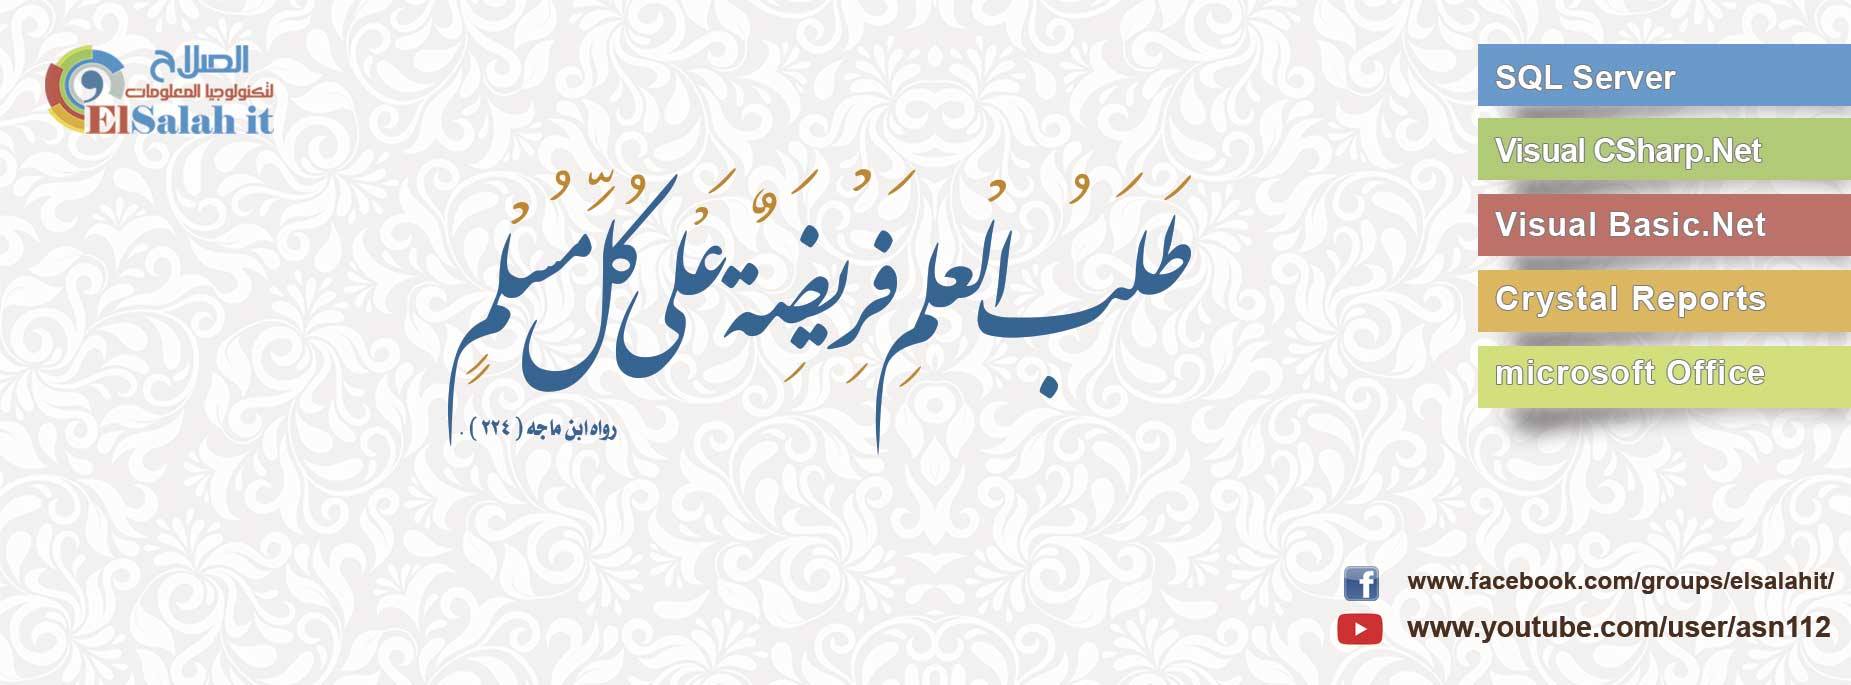 الصلاح
لتكنولوجيا المعلومات
ElSalah it
طَلَبُ الْعِلْمِ فَرِيْضَةٌ عَلَى كُلِّ مُسْلِمٍ
رواه ابن ماجه ( ٢٢٤ ) .
SQL Server
Visual CSharp.Net
Visual Basic.Net
Crystal Reports
microsoft Office
www.facebook.com/groups/elsalahit/
www.youtube.com/user/asn112